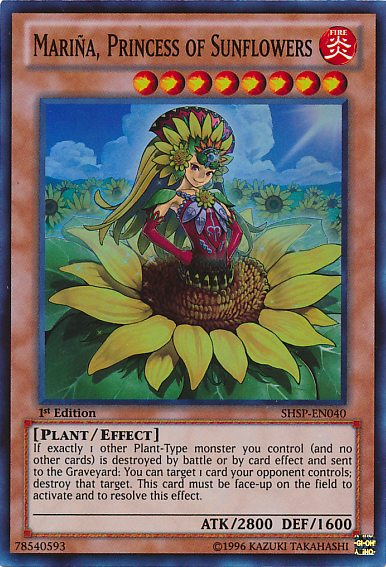 Mariña, Princess of Sunflowers
FIRE
炎
1st Edition
SHSP-EN040
[Plant/Effect]
If exactly 1 other Plant-Type monster you control (and no
other cards) is destroyed by battle or by card effect and sent
to the Graveyard: You can target 1 card your opponent controls;
destroy that target. This card must be face-up on the field to
activate and to resolve this effect.
ATK/2800 DEF/1600
78540593
©1996 KAZUKI TAKAHASHI